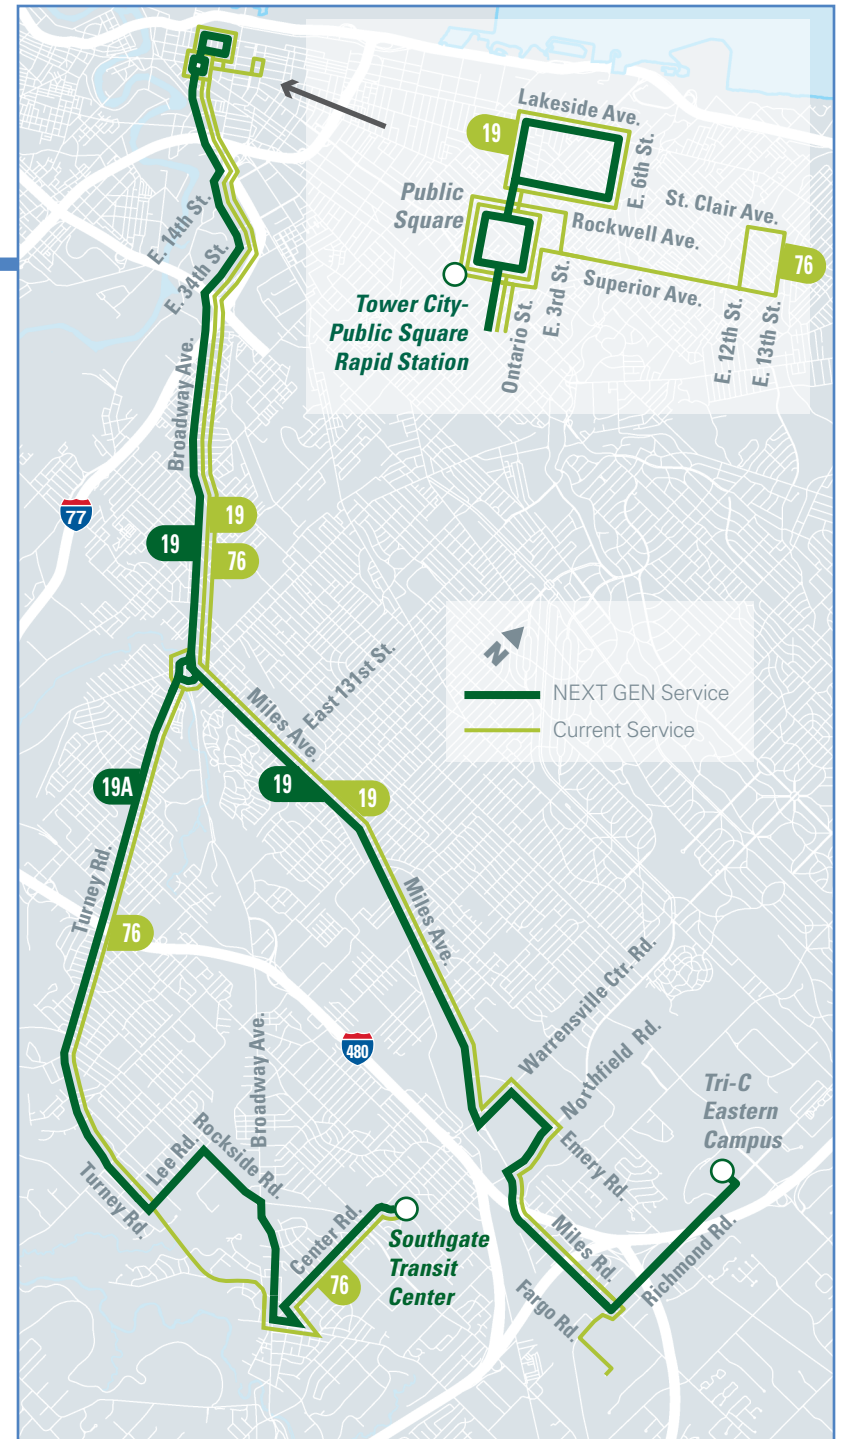 Lakeside Ave.
19
E. 6th St.
Public
Square
St. Clair Ave.
Rockwell Ave.
76
Superior Ave.
Tower City-
Public Square
Rapid Station
Ontario St.
E. 3rd St.
E. 12th St.
E. 13th St.
E. 14th St.
E. 34th St.
Broadway Ave.
77
19
19
76
N
NEXT GEN Service
Current Service
East 131st St.
Miles Ave.
19A
19
19
Turney Rd.
76
Miles Ave.
Warrensville Ctr. Rd.
Northfield Rd.
480
Broadway Ave.
Tri-C
Eastern
Campus
Emery Rd.
Lee Rd.
Rockside Rd.
Turney Rd.
Center Rd.
Southgate
Transit
Center
76
Miles Rd.
Richmond Rd.
Fargo Rd.